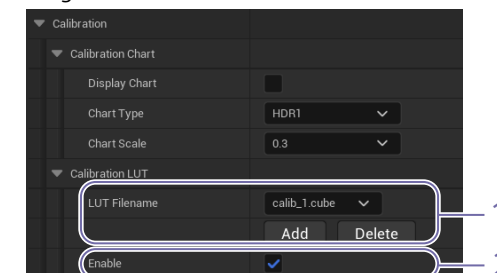 Calibration
Calibration Chart
Display Chart
Chart Type HDR1
Chart Scale 0.3
Calibration LUT
LUT Filename calib_1.cube
Add Delete
Enable